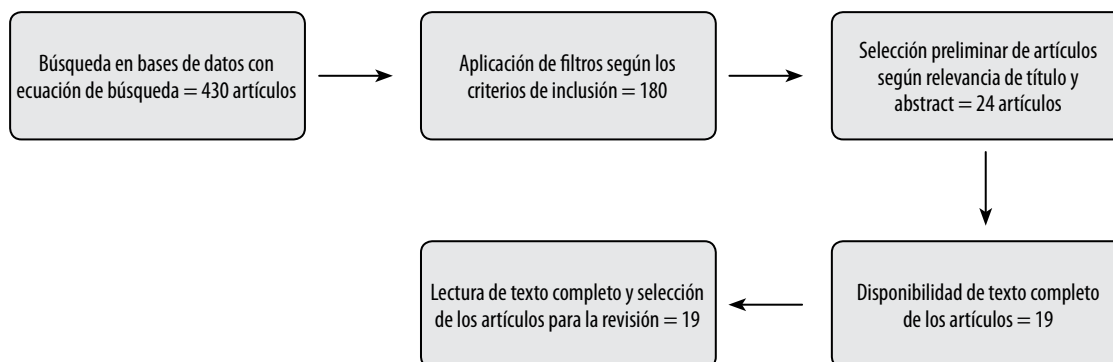 Búsqueda en bases de datos con
ecuación de búsqueda = 430 artículos
Aplicación de filtros según los
criterios de inclusión = 180
Selección preliminar de artículos
según relevancia de título y
abstract = 24 artículos
Lectura de texto completo y selección
de los artículos para la revisión = 19
Disponibilidad de texto completo
de los artículos = 19